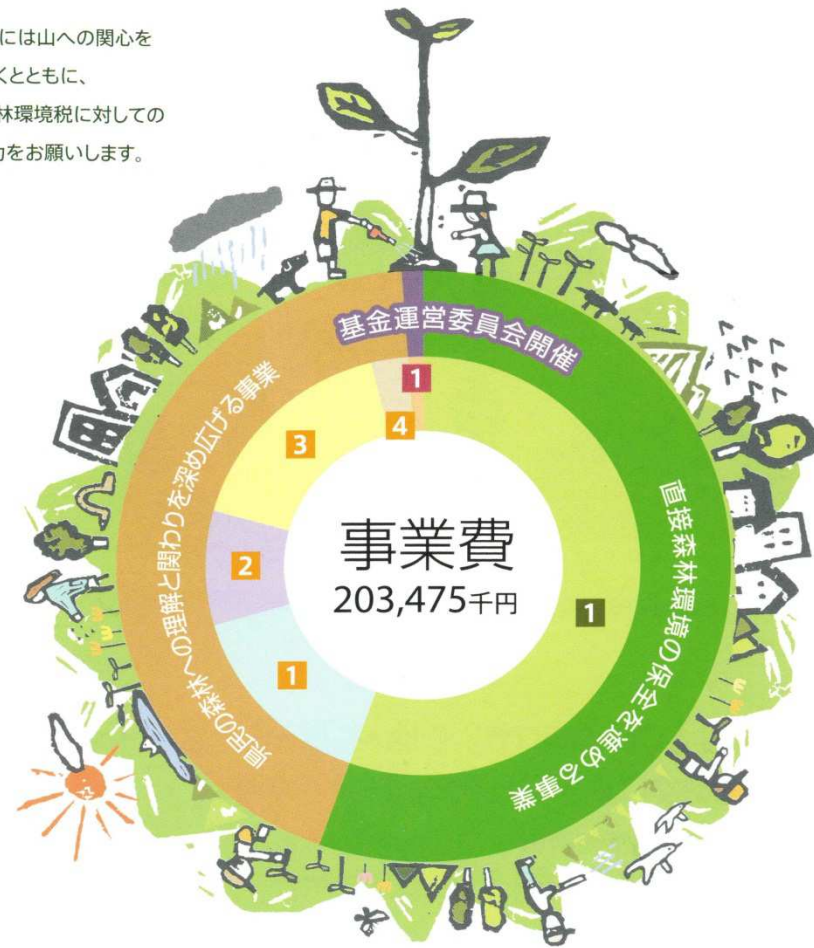 には山への関心を
くとともに、
林環境税に対しての
をお願いします。
基金運営委員会開催
県民の森林への理解と関わりを深め広げる事業
直接森林環境の保全を進める事業
1
4
3
2
1
1
事業費
203,475千円